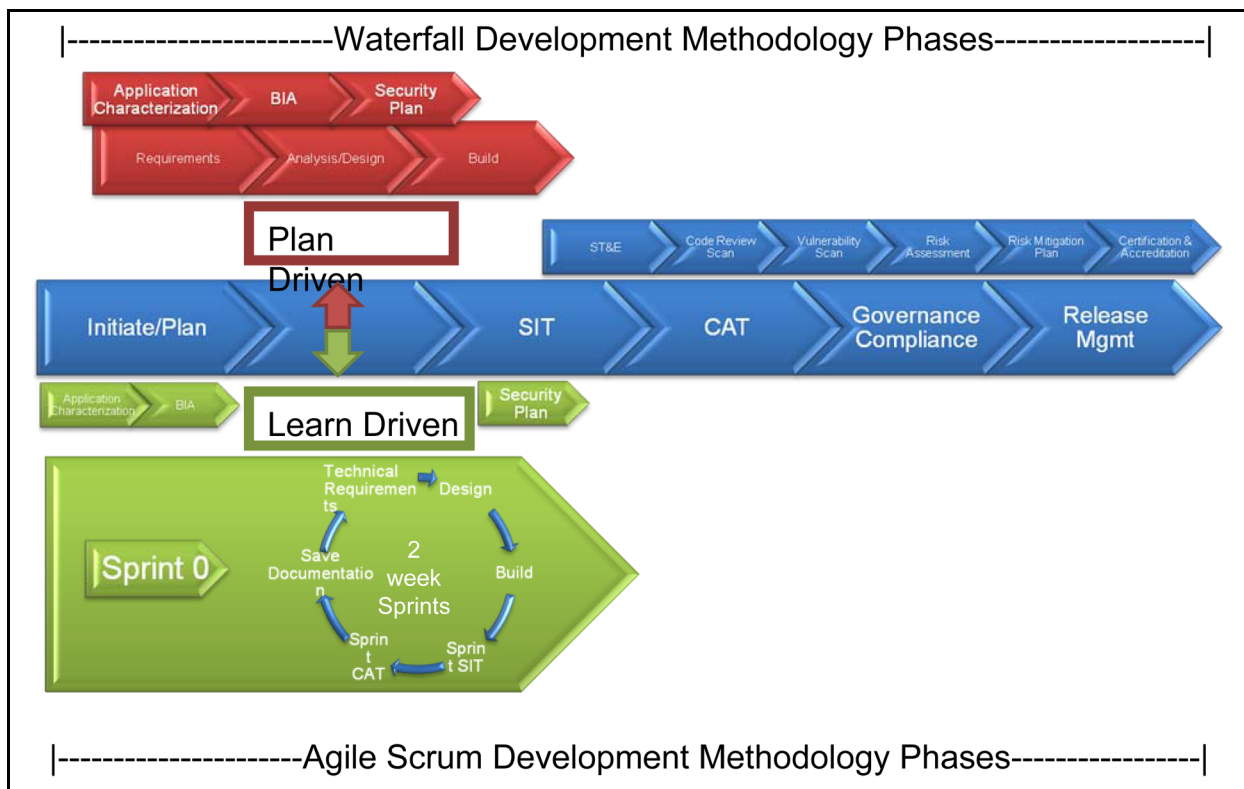 |-------------------------Waterfall Development Methodology Phases-------------------|
Application
Characterization
BIA
Security
Plan
Requirements
Analysis/Design
Build
Plan
Driven
ST&E
Code Review
Scan
Vulnerability
Scan
Risk
Assessment
Risk Mitigation
Plan
Certification &
Accreditation
Initiate/Plan
SIT
CAT
Governance
Compliance
Release
Mgmt
Application
Characterization
BIA
Learn Driven
Security
Plan
Sprint 0
Technical
Requiremen
ts
Design
Build
Sprin
t SIT
Sprin
t
CAT
Save
Documentatio
n
2
week
Sprints
|-----------------------Agile Scrum Development Methodology Phases-----------------|